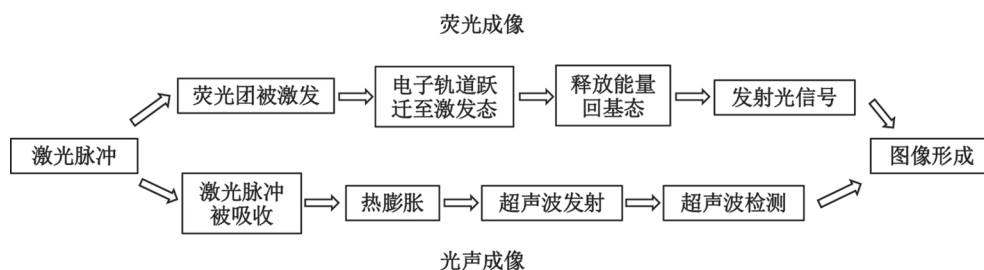 荧光成像
荧光团被激发
电子轨道跃
迁至激发态
释放能量
回基态
发射光信号
激光脉冲
图像形成
激光脉冲
被吸收
热膨胀
超声波发射
超声波检测
光声成像